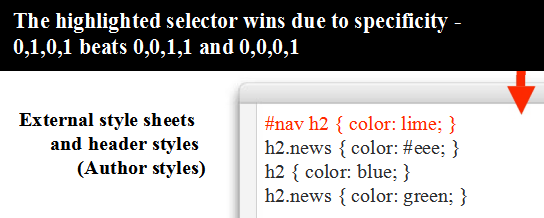 The highlighted selector wins due to specificity -
0,1,0,1 beats 0,0,1,1 and 0,0,0,1
External style sheets
and header styles
(Author styles)
#nav h2 { color: lime; }
h2.news { color: #eee; }
h2 { color: blue; }
h2.news { color: green; }